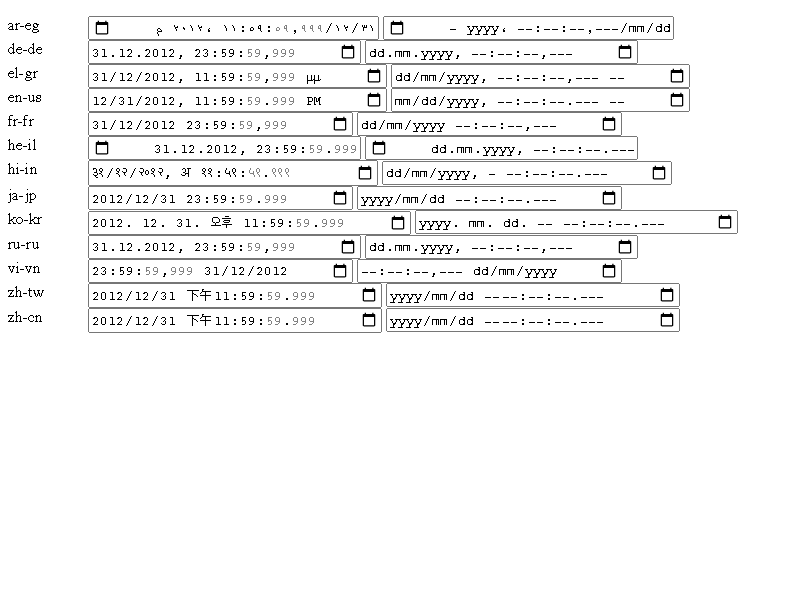 ar-eg ٣١/١٢/٢٠١٢، ١١:٥٩:٥٩,٩٩٩ م dd/mm/yyyy، --:--:--,--- -
de-de 31.12.2012, 23:59:59,999 dd.mm.yyyy, --:--:--,---
el-gr 31/12/2012, 11:59:59,999 μμ dd/mm/yyyy, --:--:--,--- --
en-us 12/31/2012, 11:59:59.999 PM mm/dd/yyyy, --:--:--.--- --
fr-fr 31/12/2012 23:59:59,999 dd/mm/yyyy --:--:--,---
he-il 31.12.2012, 23:59:59.999 dd.mm.yyyy, --:--:--.---
hi-in ३१/१२/२०१२, अ ११:५९:५९.९९९ dd/mm/yyyy, - --:--:--.---
ja-jp 2012/12/31 23:59:59.999 yyyy/mm/dd --:--:--.---
ko-kr 2012. 12. 31. 오후 11:59:59.999 yyyy. mm. dd. -- --:--:--.---
ru-ru 31.12.2012, 23:59:59,999 dd.mm.yyyy, --:--:--,---
vi-vn 23:59:59,999 31/12/2012 --:--:--,--- dd/mm/yyyy
zh-tw 2012/12/31 下午11:59:59.999 yyyy/mm/dd ----:--:--.---
zh-cn 2012/12/31 下午11:59:59.999 yyyy/mm/dd ----:--:--.---